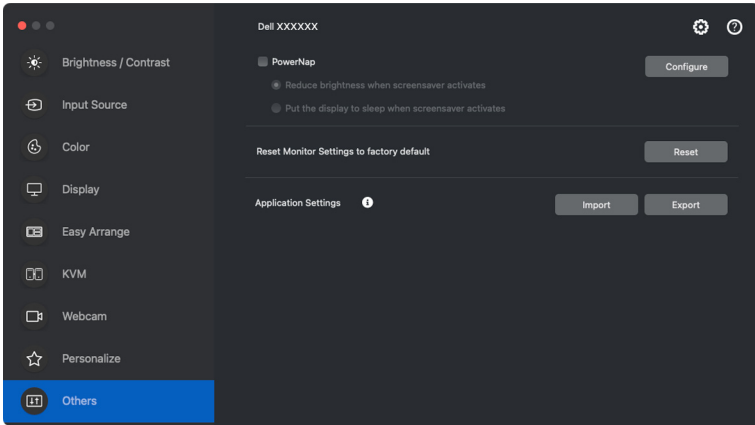 Dell XXXXXX
Brightness / Contrast
Input Source
Color
Display
Easy Arrange
KVM
Webcam
Personalize
Others
PowerNap
Configure
Reduce brightness when screensaver activates
Put the display to sleep when screensaver activates
Reset Monitor Settings to factory default
Reset
Application Settings
Import
Export